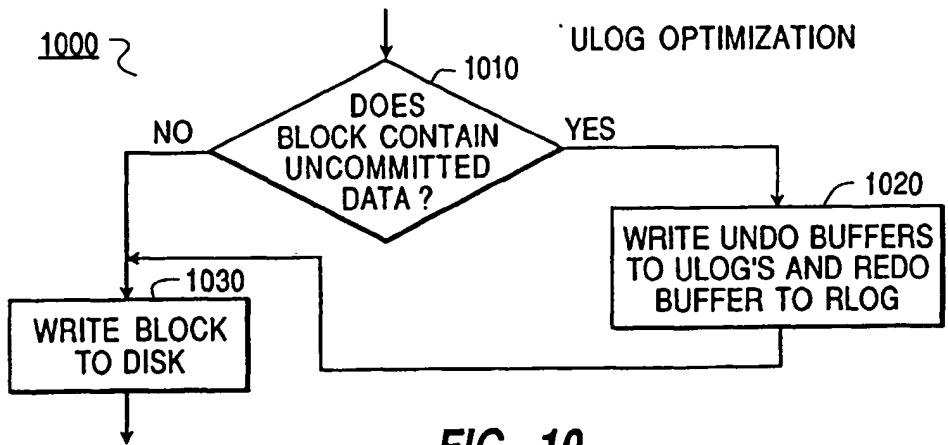 1000
ULOG OPTIMIZATION
1010
DOES
BLOCK CONTAIN
UNCOMMITTED
DATA ?
NO
YES
1020
WRITE UNDO BUFFERS
TO ULOG'S AND REDO
BUFFER TO RLOG
1030
WRITE BLOCK
TO DISK
FIG. 10